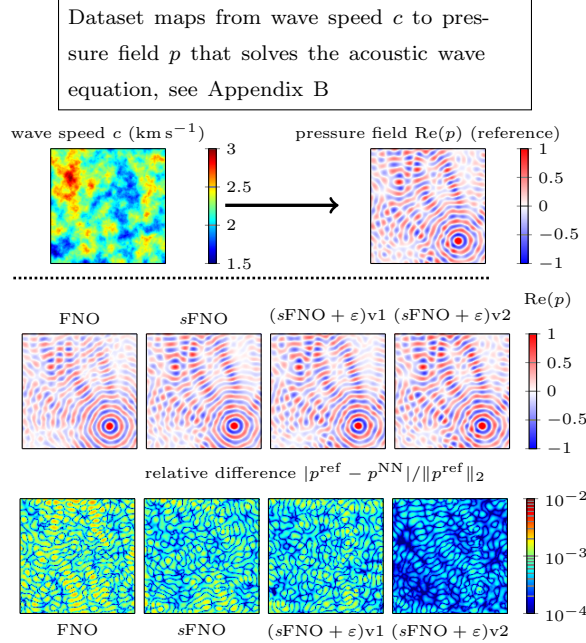 Dataset maps from wave speed c to pres-
sure field p that solves the acoustic wave
equation, see Appendix B
wave speed c (km s⁻¹)
pressure field Re(p) (reference)
3
2.5
2
1.5
1
0.5
0
−0.5
−1
Re(p)
FNO
sFNO
(sFNO + ε)v1
(sFNO + ε)v2
1
0.5
0
−0.5
−1
relative difference |p^ref − p^NN|/‖p^ref‖₂
10⁻²
10⁻³
10⁻⁴
FNO
sFNO
(sFNO + ε)v1
(sFNO + ε)v2